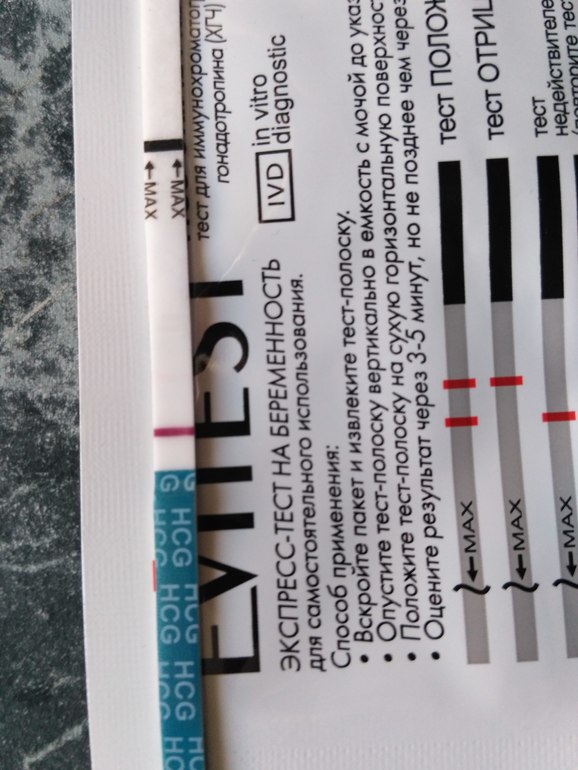 ←MAX
←MAX
HCG HCG HCG
HCG HCG HCG
EVITEST
тест для иммунохроматог
гонадотропина (ХГЧ)
IVD in vitro
diagnostic
ЭКСПРЕСС-ТЕСТ НА БЕРЕМЕННОСТЬ
для самостоятельного использования.
Способ применения:
• Вскройте пакет и извлеките тест-полоску.
• Опустите тест-полоску вертикально в емкость с мочой до указ
• Положите тест-полоску на сухую горизонтальную поверхност
• Оцените результат через 3-5 минут, но не позднее чем через
←MAX тест ПОЛОЖ
←MAX тест ОТРИЦ
←MAX тест
недействителе